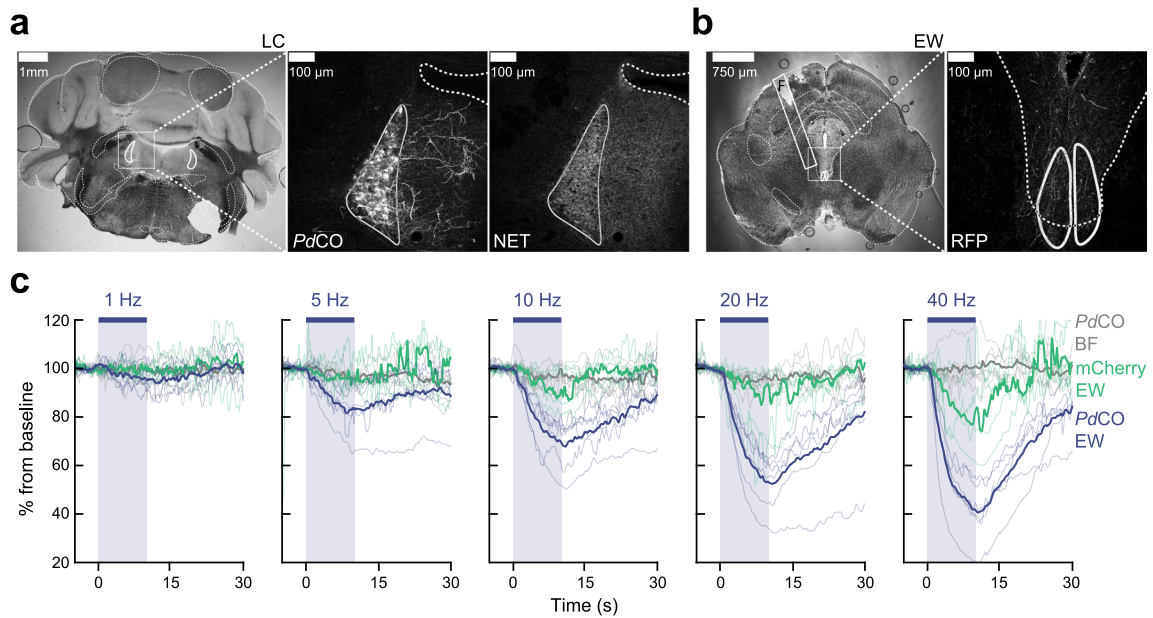 a
LC
1mm
100 µm
PdCO
100 µm
NET
b
EW
750 µm
F
100 µm
RFP
c
1 Hz
5 Hz
10 Hz
20 Hz
40 Hz
% from baseline
120
100
80
60
40
20
0 15 30
0 15 30
0 15 30
0 15 30
0 15 30
Time (s)
PdCO
BF
mCherry
EW
PdCO
EW